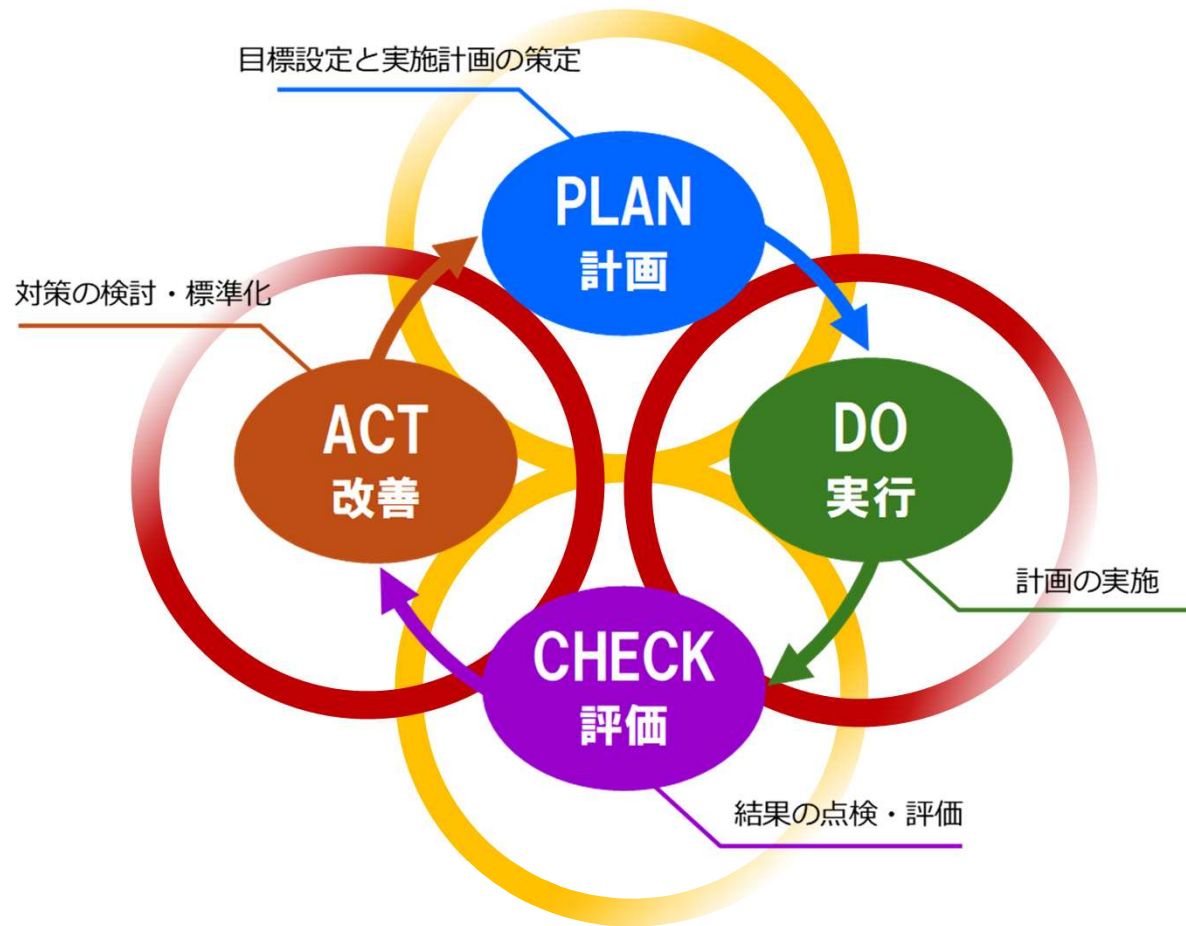 目標設定と実施計画の策定
PLAN
計画
対策の検討・標準化
ACT
改善
DO
実行
計画の実施
CHECK
評価
結果の点検・評価